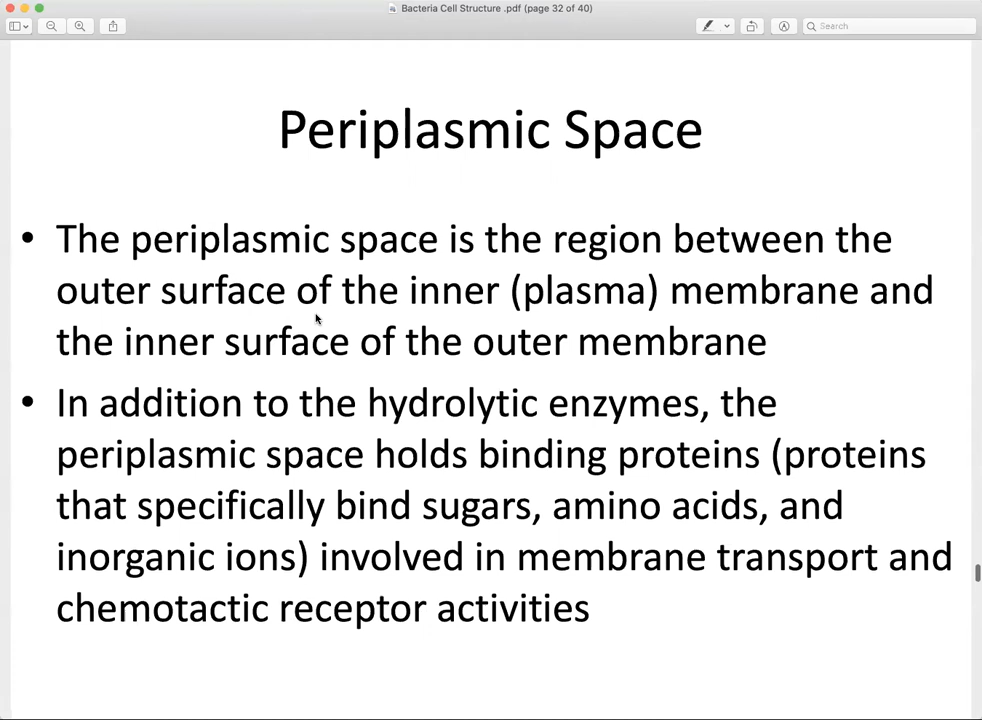 Bacteria Cell Structure .pdf (page 32 of 40)
Search
Periplasmic Space
• The periplasmic space is the region between the
outer surface of the inner (plasma) membrane and
the inner surface of the outer membrane
• In addition to the hydrolytic enzymes, the
periplasmic space holds binding proteins (proteins
that specifically bind sugars, amino acids, and
inorganic ions) involved in membrane transport and
chemotactic receptor activities